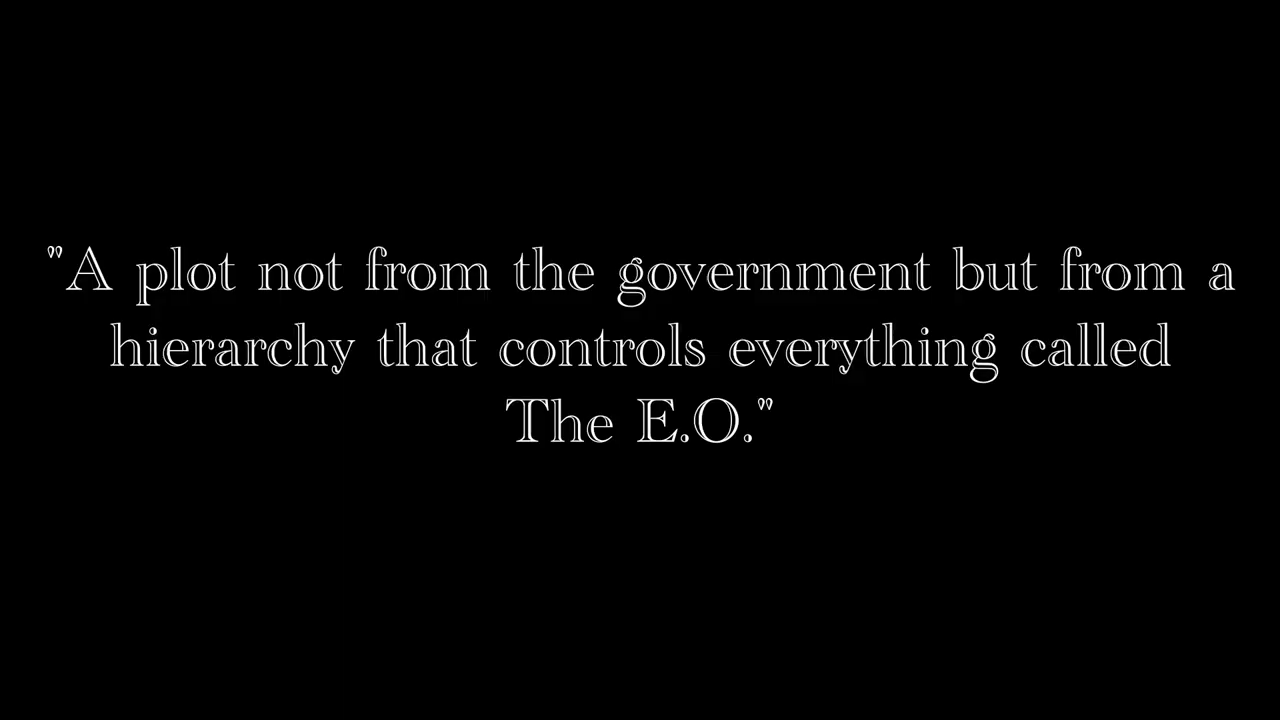 "A plot not from the government but from a
hierarchy that controls everything called
The E.O."